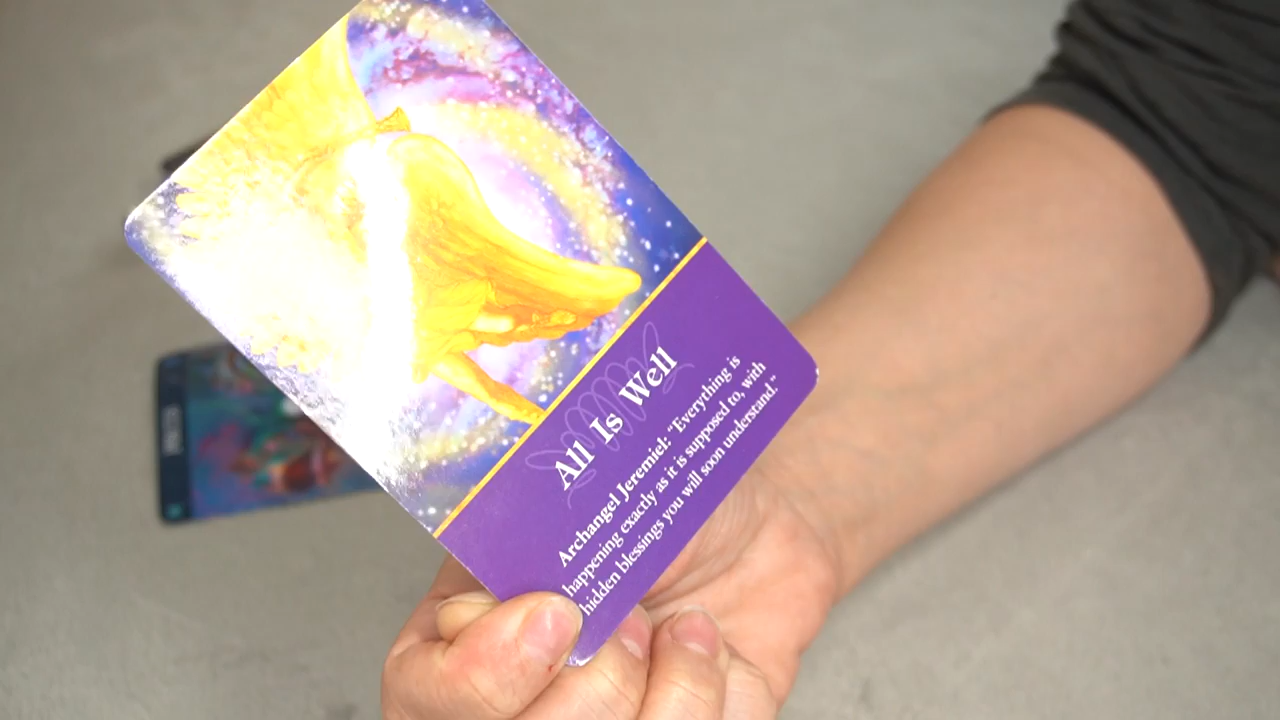 All Is Well
Archangel Jeremiel: "Everything is
happening exactly as it is supposed to, with
hidden blessings you will soon understand."